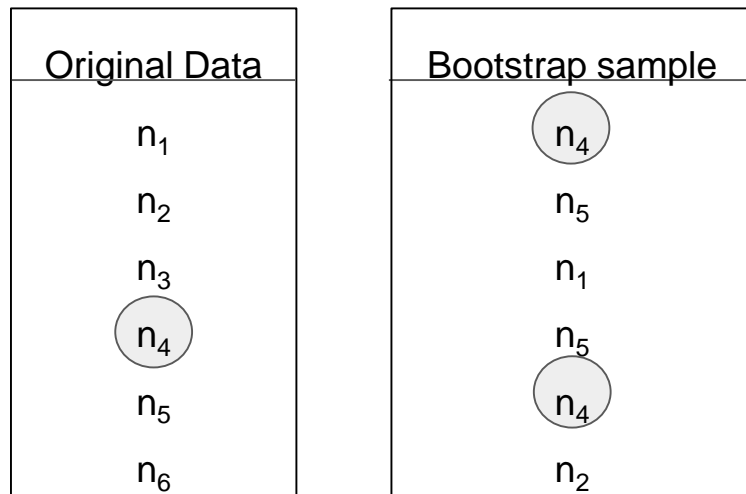 Original Data
n₁
n₂
n₃
n₄
n₅
n₆
Bootstrap sample
n₄
n₅
n₁
n₅
n₄
n₂